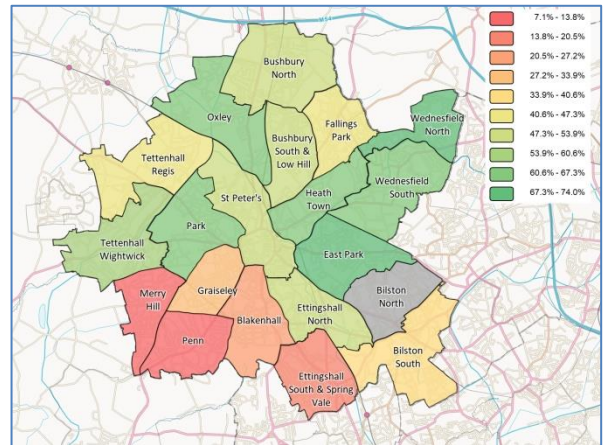 7.1% - 13.8%
13.8% - 20.5%
20.5% - 27.2%
27.2% - 33.9%
33.9% - 40.6%
40.6% - 47.3%
47.3% - 53.9%
53.9% - 60.6%
60.6% - 67.3%
67.3% - 74.0%
Bushbury
North
Oxley
Bushbury
South &
Low Hill
Fallings
Park
Wednesfield
North
Tettenhall
Regis
Wednesfield
South
St Peter's
Heath
Town
Park
Tettenhall
Wightwick
East Park
Merry
Hill
Graiseley
Bilston
North
Blakenhall
Ettingshall
North
Penn
Bilston
South
Ettingshall
South & Spring
Vale